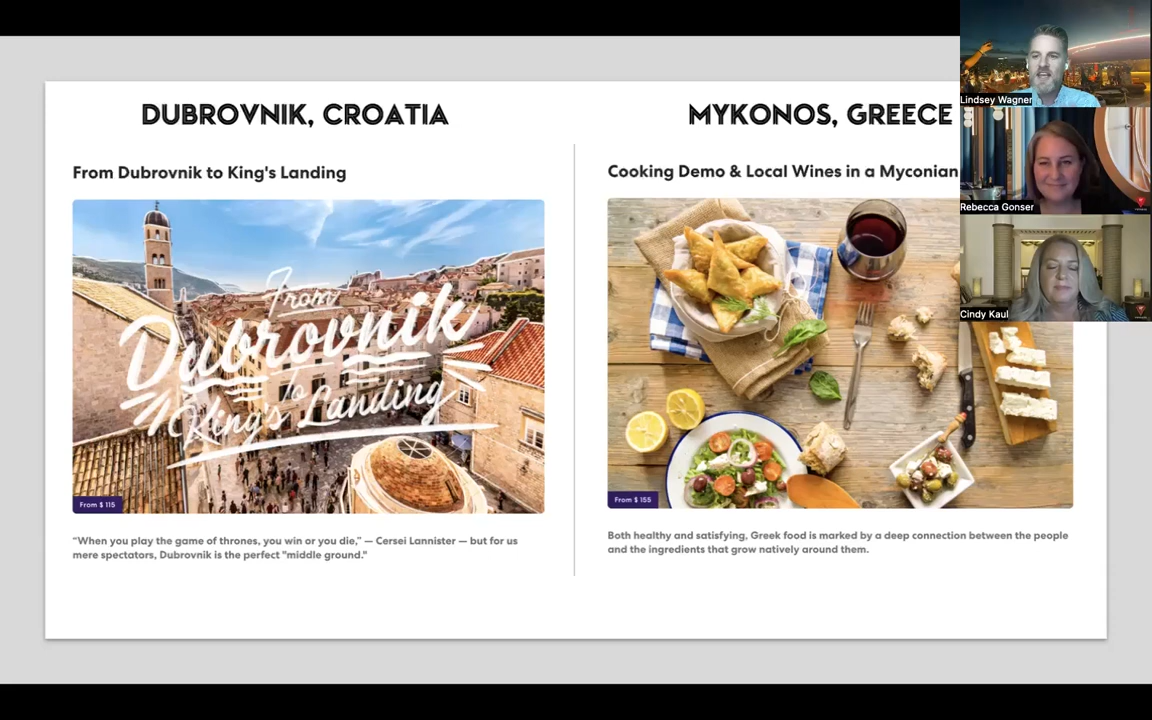 DUBROVNIK, CROATIA
From Dubrovnik to King's Landing
From
Dubrovnik
to
King's Landing
From $ 115
"When you play the game of thrones, you win or you die," — Cersei Lannister — but for us
mere spectators, Dubrovnik is the perfect "middle ground."
MYKONOS, GREECE
Cooking Demo & Local Wines in a Myconian
From $ 155
Both healthy and satisfying, Greek food is marked by a deep connection between the people
and the ingredients that grow natively around them.
Lindsey Wagner
Rebecca Gonser
Cindy Kaul